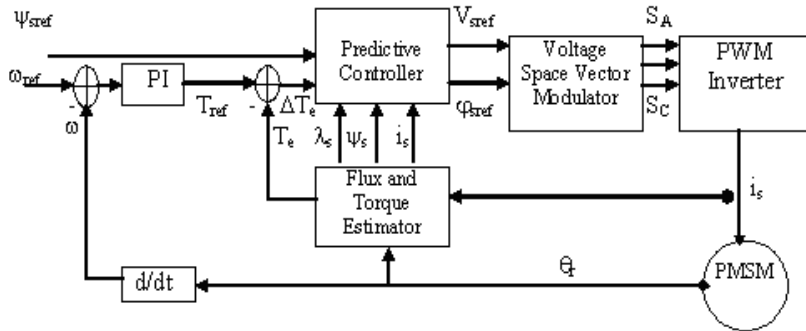 ψsref
Vsref
SA
Predictive
Controller
Voltage
Space Vector
Modulator
PWM
Inverter
ωref
PI
Tref
ΔTe
φsref
SC
-
ω
-
Te
λs
ψs
is
Flux and
Torque
Estimator
is
d/dt
θr
PMSM